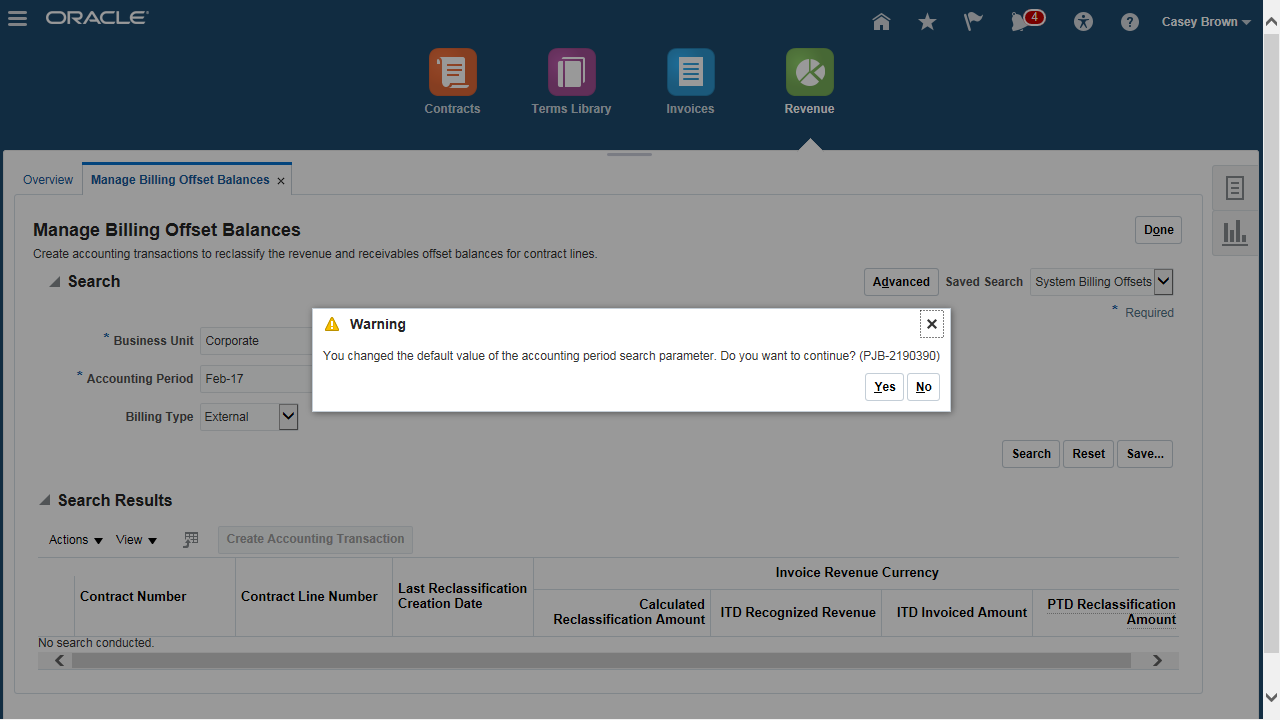 ORACLE
4
Casey Brown
Contracts
Terms Library
Invoices
Revenue
Overview
Manage Billing Offset Balances
Manage Billing Offset Balances
Done
Create accounting transactions to reclassify the revenue and receivables offset balances for contract lines.
Search
Advanced
Saved Search
System Billing Offsets
* Required
Warning
You changed the default value of the accounting period search parameter. Do you want to continue? (PJB-2190390)
Yes
No
* Business Unit Corporate
* Accounting Period Feb-17
Billing Type External
Search
Reset
Save...
Search Results
Actions
View
Create Accounting Transaction
Contract Number
Contract Line Number
Last Reclassification
Creation Date
Invoice Revenue Currency
Calculated
Reclassification Amount
ITD Recognized Revenue
ITD Invoiced Amount
PTD Reclassification
Amount
No search conducted.